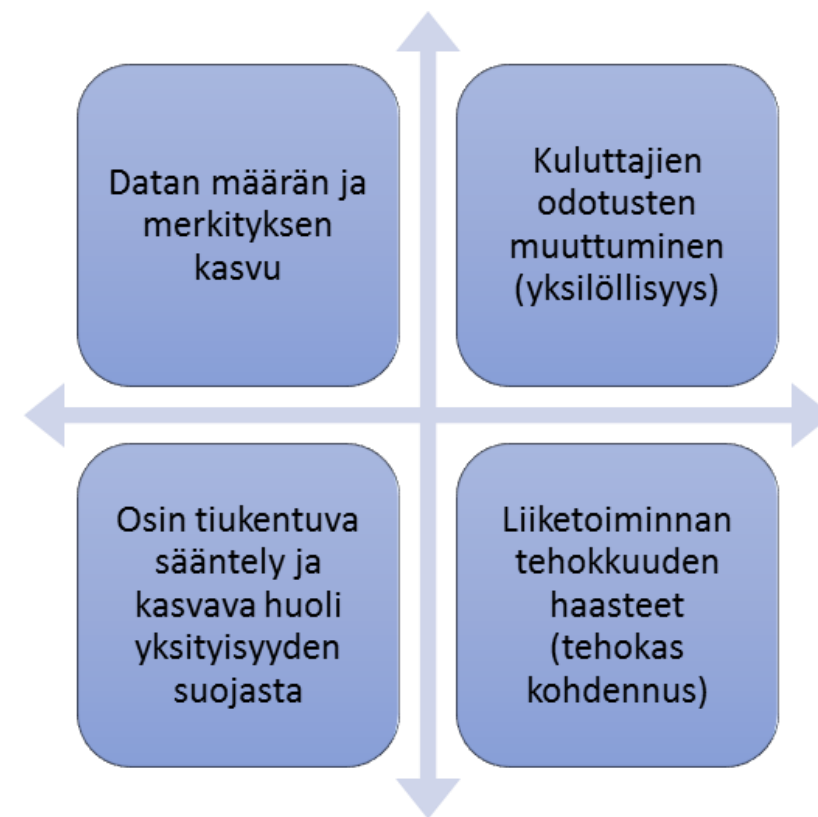 Datan määrän ja
merkityksen
kasvu
Kuluttajien
odotusten
muuttuminen
(yksilöllisyys)
Osin tiukentuva
sääntely ja
kasvava huoli
yksityisyyden
suojasta
Liiketoiminnan
tehokkuuden
haasteet
(tehokas
kohdennus)